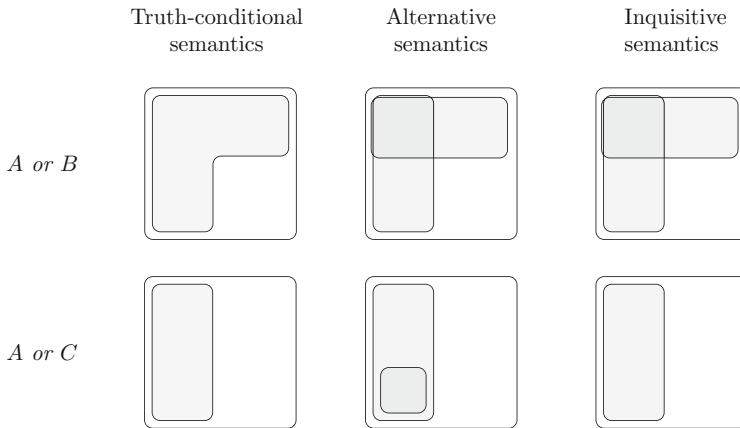 Truth-conditional semantics
Alternative semantics
Inquisitive semantics
A or B
A or C